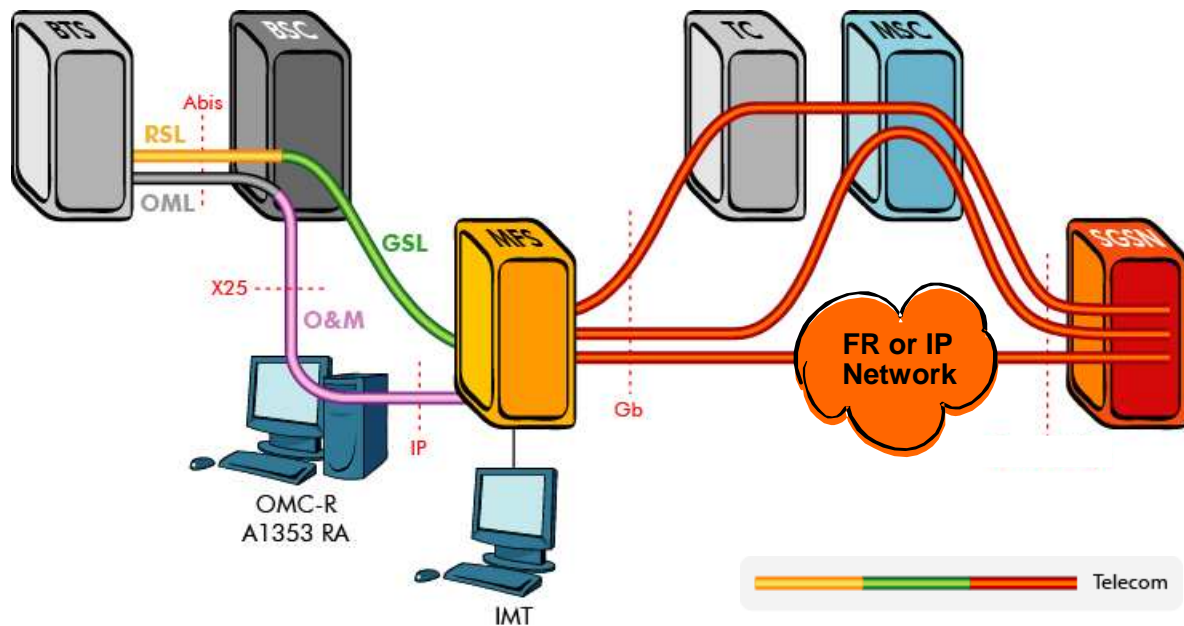 BTS
BSC
TC
MSC
Abis
RSL
OML
GSL
MFS
SGSN
X25
O&M
FR or IP
Network
Gb
IP
OMC-R
A1353 RA
IMT
Telecom